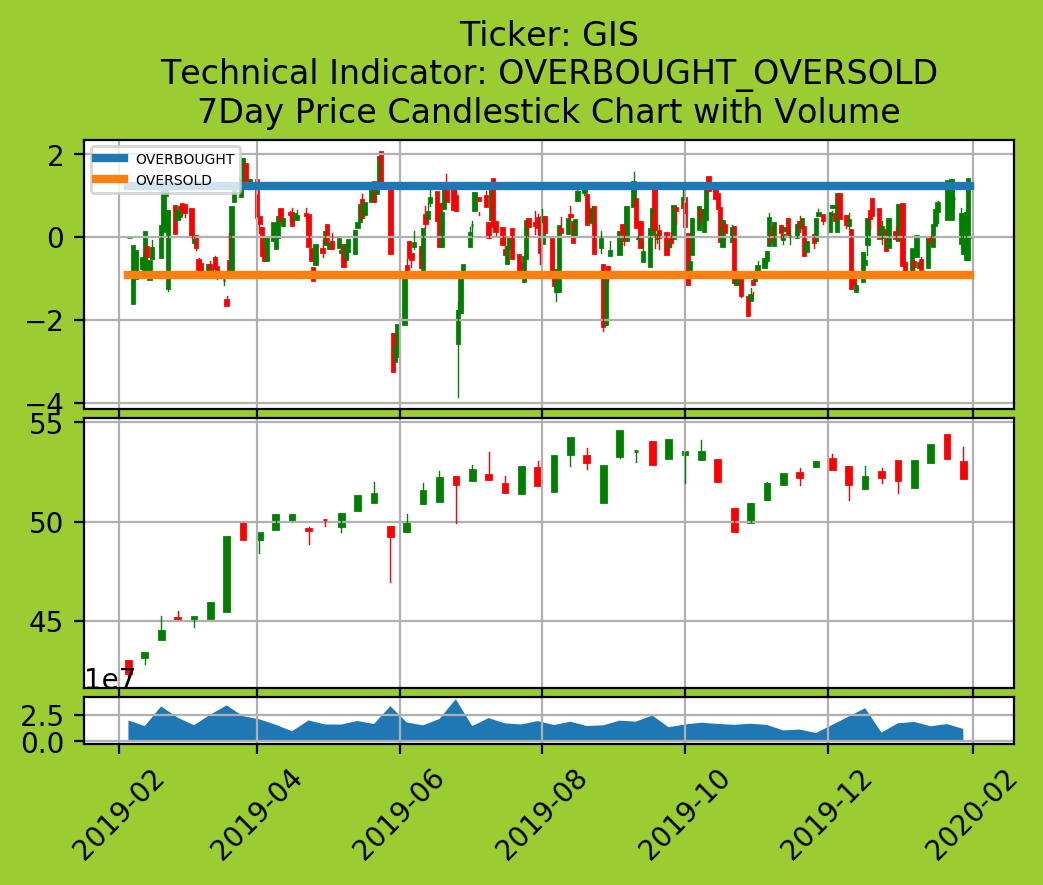 Ticker: GIS
Technical Indicator: OVERBOUGHT_OVERSOLD
7Day Price Candlestick Chart with Volume
OVERBOUGHT
OVERSOLD
2
0
−2
−4
55
50
45
1e7
2.5
0.0
2019-02
2019-04
2019-06
2019-08
2019-10
2019-12
2020-02